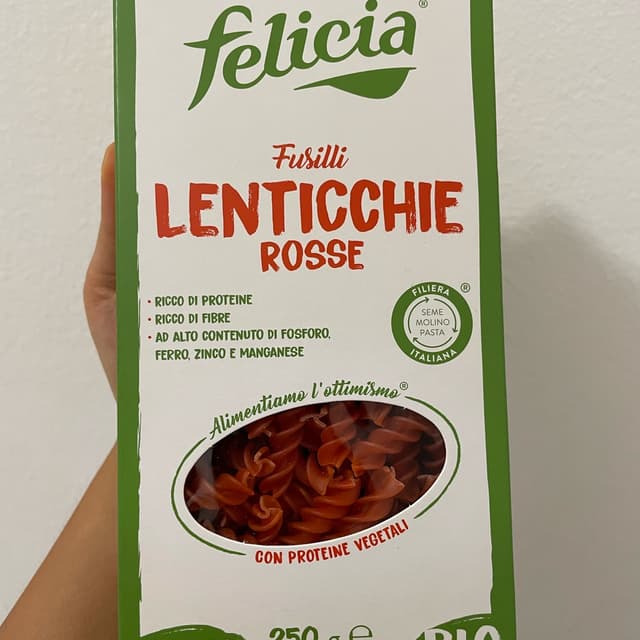 felicia®
Fusilli
LENTICCHIE
ROSSE
• RICCO DI PROTEINE
• RICCO DI FIBRE
• AD ALTO CONTENUTO DI FOSFORO,
FERRO, ZINCO E MANGANESE
FILIERA ®
SEME
MOLINO
PASTA
ITALIANA
Alimentiamo l'ottimismo®
CON PROTEINE VEGETALI
250 g ℮
BIO